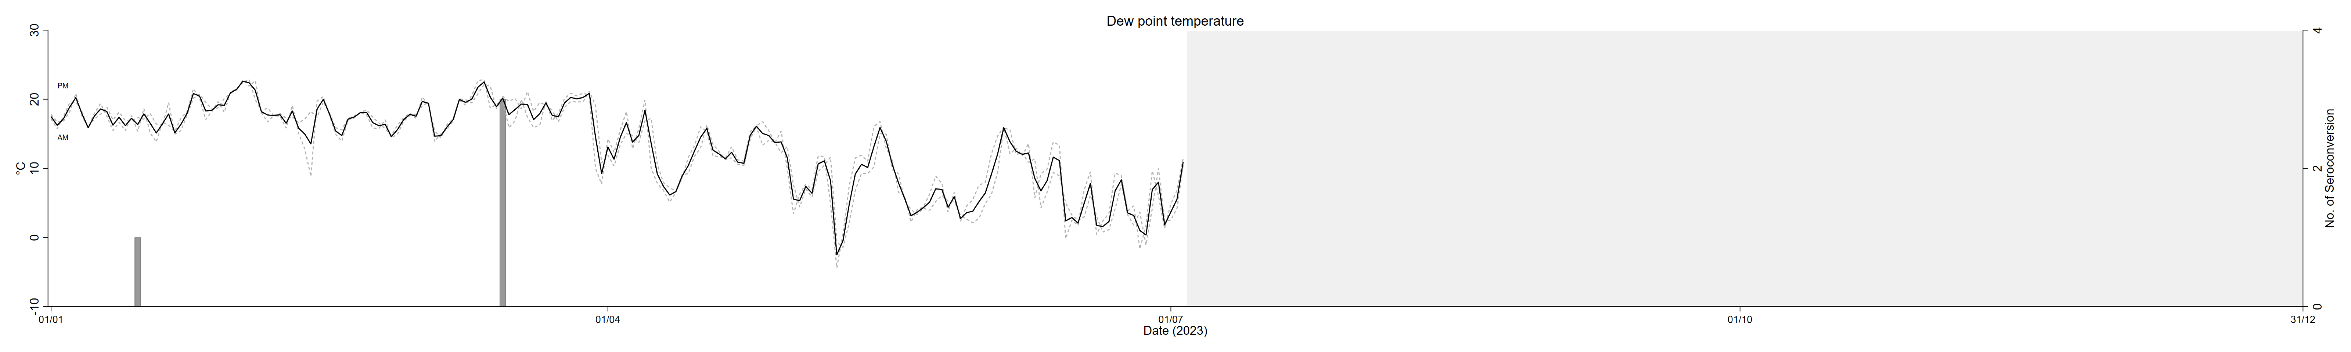 Dew point temperature
30
20
10
0
-10
°C
PM
AM
4
2
0
No. of Seroconversion
01/01
01/04
01/07
01/10
31/12
Date (2023)